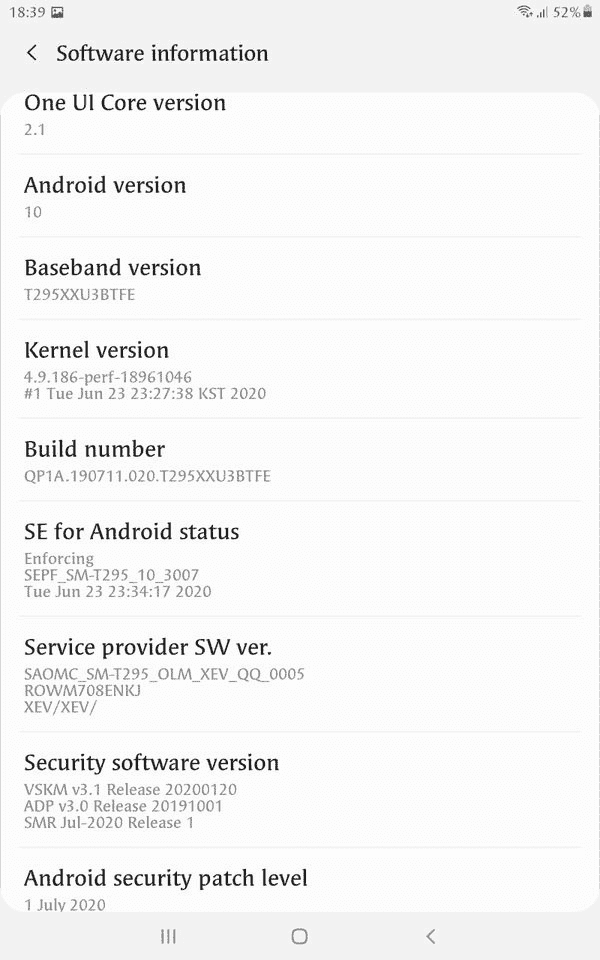 18:39 52%
Software information
One UI Core version
2.1
Android version
10
Baseband version
T295XXU3BTFE
Kernel version
4.9.186-perf-18961046
#1 Tue Jun 23 23:27:38 KST 2020
Build number
QP1A.190711.020.T295XXU3BTFE
SE for Android status
Enforcing
SEPF_SM-T295_10_3007
Tue Jun 23 23:34:17 2020
Service provider SW ver.
SAOMC_SM-T295_OLM_XEV_QQ_0005
ROWM708ENKJ
XEV/XEV/
Security software version
VSKM v3.1 Release 20200120
ADP v3.0 Release 20191001
SMR Jul-2020 Release 1
Android security patch level
1 July 2020